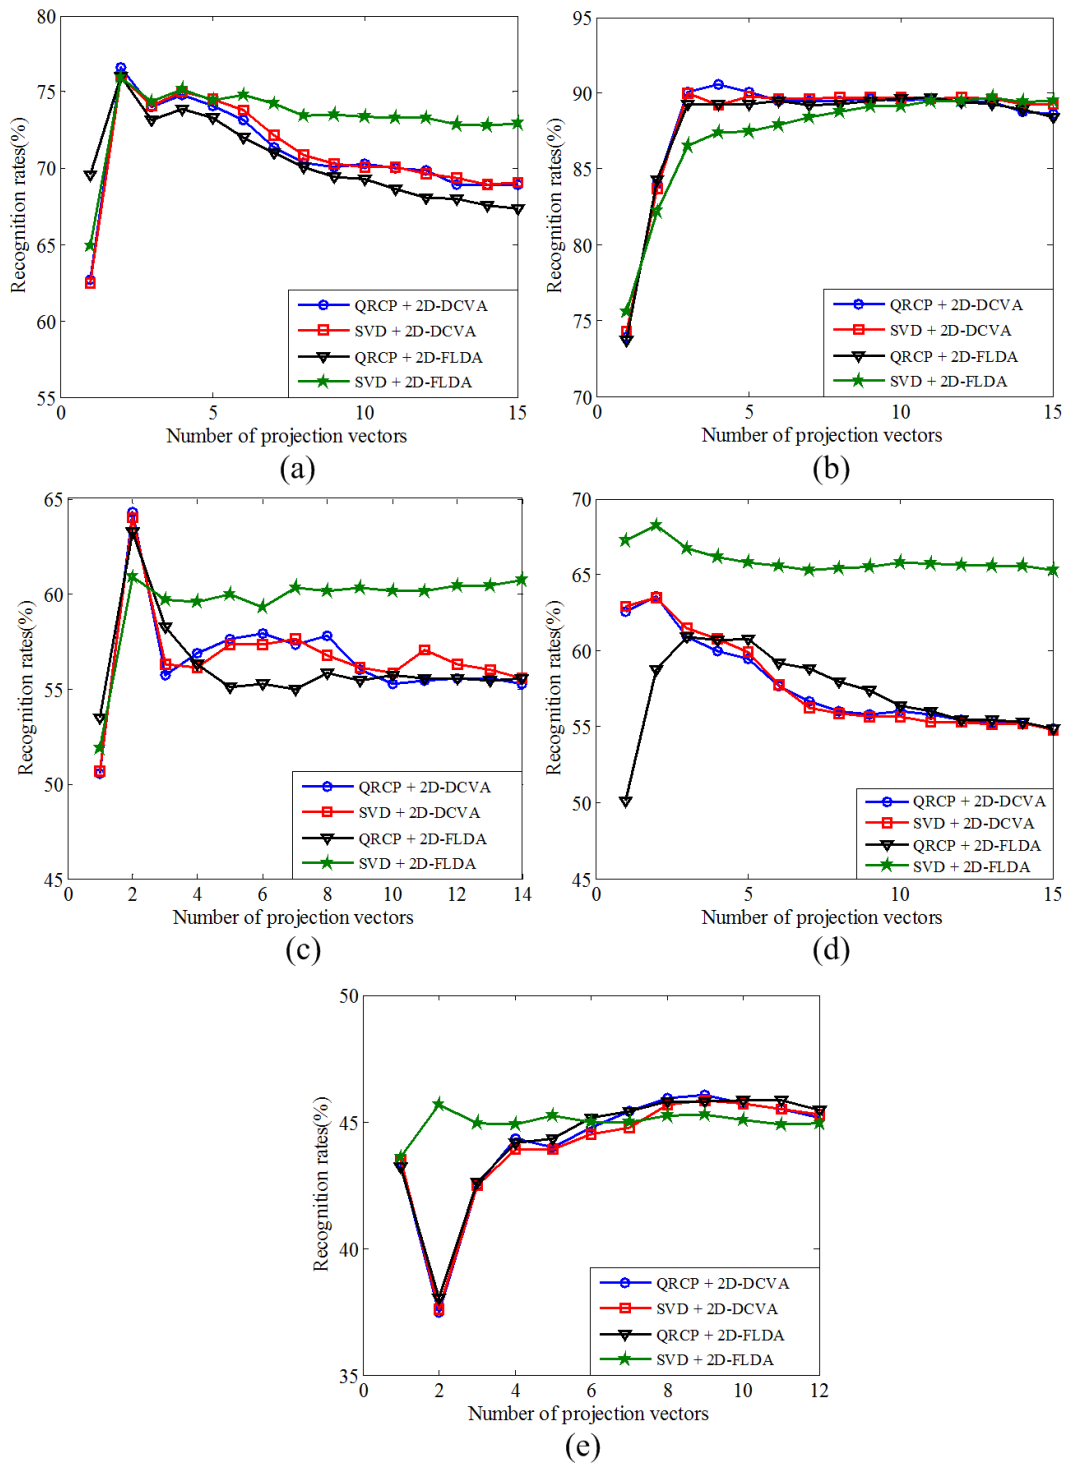 80
75
70
65
60
55
0 5 10 15
Recognition rates(%)
Number of projection vectors
QRCP + 2D-DCVA
SVD + 2D-DCVA
QRCP + 2D-FLDA
SVD + 2D-FLDA
(a)
95
90
85
80
75
70
0 5 10 15
Recognition rates(%)
Number of projection vectors
QRCP + 2D-DCVA
SVD + 2D-DCVA
QRCP + 2D-FLDA
SVD + 2D-FLDA
(b)
65
60
55
50
45
0 2 4 6 8 10 12 14
Recognition rates(%)
Number of projection vectors
QRCP + 2D-DCVA
SVD + 2D-DCVA
QRCP + 2D-FLDA
SVD + 2D-FLDA
(c)
70
65
60
55
50
45
0 5 10 15
Recognition rates(%)
Number of projection vectors
QRCP + 2D-DCVA
SVD + 2D-DCVA
QRCP + 2D-FLDA
SVD + 2D-FLDA
(d)
50
45
40
35
0 2 4 6 8 10 12
Recognition rates(%)
Number of projection vectors
QRCP + 2D-DCVA
SVD + 2D-DCVA
QRCP + 2D-FLDA
SVD + 2D-FLDA
(e)